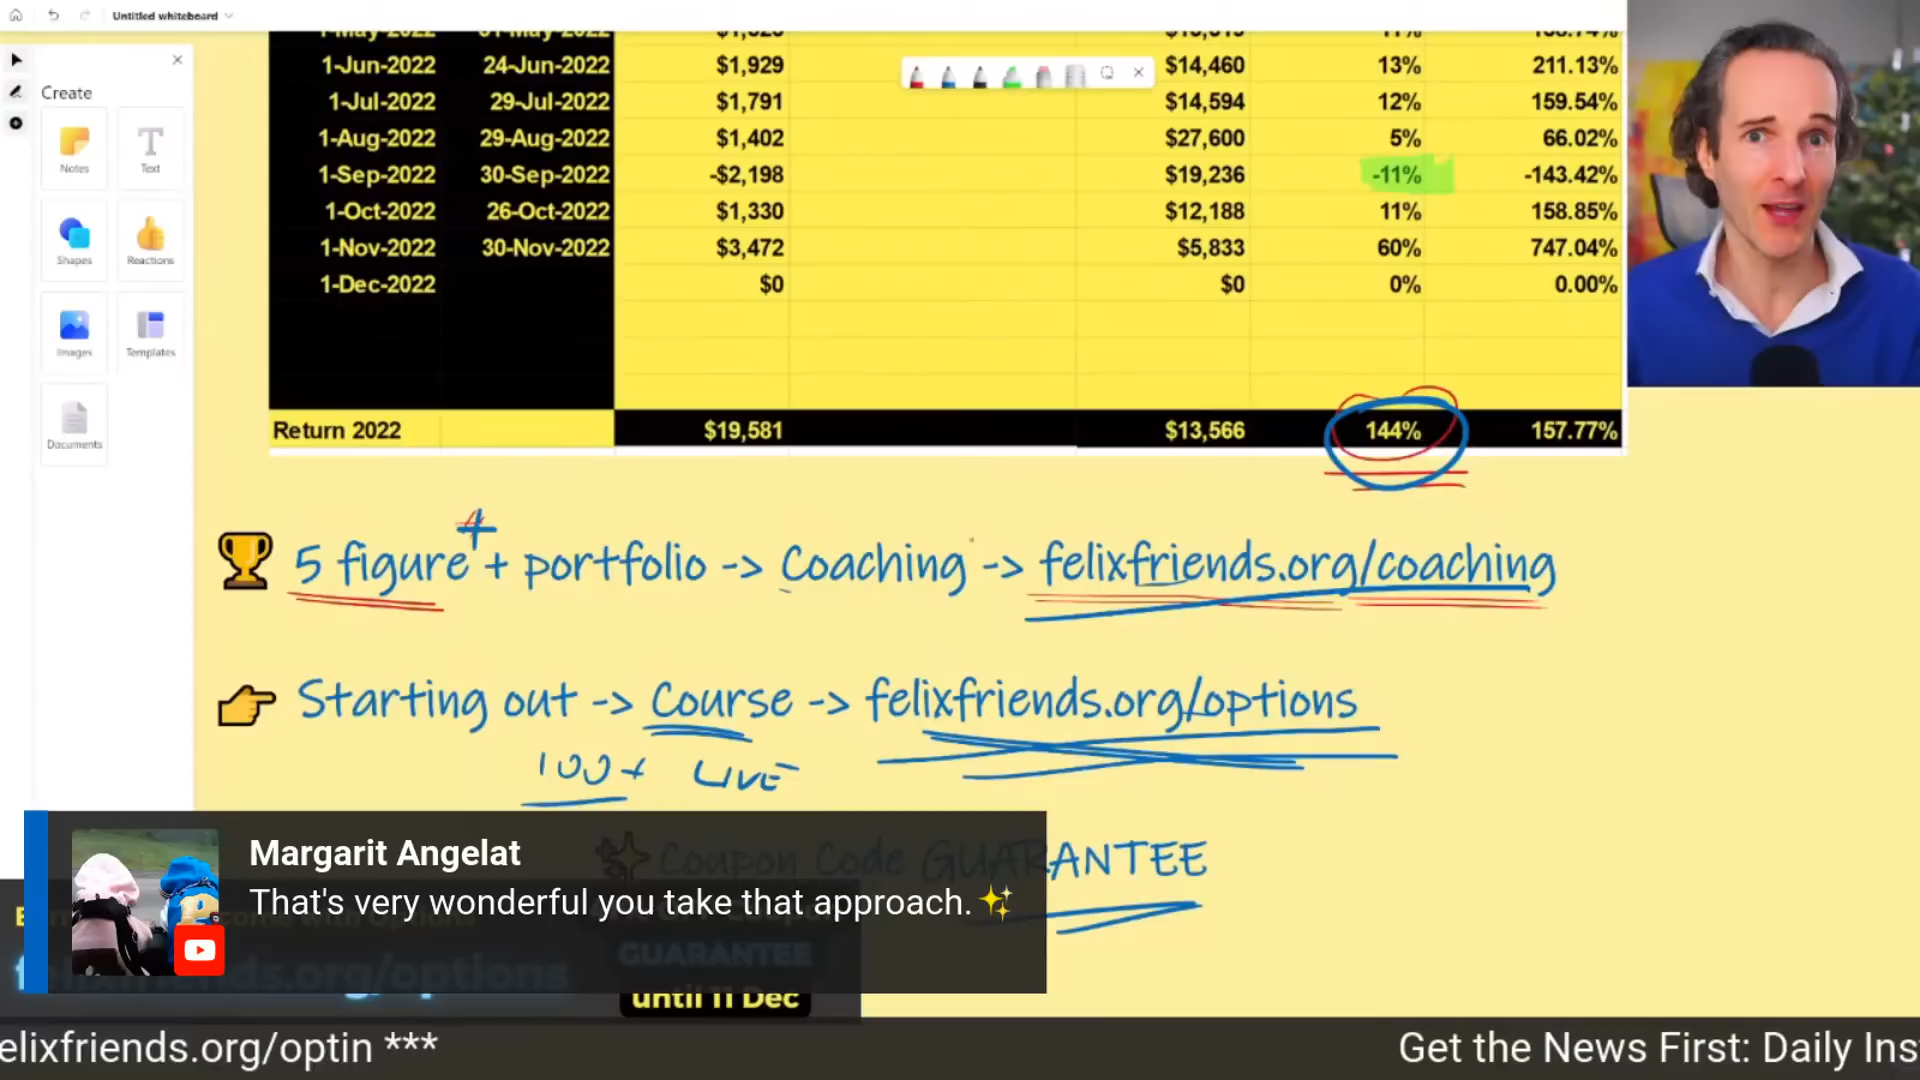 Untitled whiteboard
Create
Notes
Text
Shapes
Reactions
Images
Templates
Documents
1-Jun-2022 24-Jun-2022 $1,929 $14,460 13% 211.13%
1-Jul-2022 29-Jul-2022 $1,791 $14,594 12% 159.54%
1-Aug-2022 29-Aug-2022 $1,402 $27,600 5% 66.02%
1-Sep-2022 30-Sep-2022 -$2,198 $19,236 -11% -143.42%
1-Oct-2022 26-Oct-2022 $1,330 $12,188 11% 158.85%
1-Nov-2022 30-Nov-2022 $3,472 $5,833 60% 747.04%
1-Dec-2022 $0 $0 0% 0.00%
Return 2022 $19,581 $13,566 144% 157.77%
5 figure+ portfolio -> Coaching -> felixfriends.org/coaching
Starting out -> Course -> felixfriends.org/options
100+ LIVE
Coupon Code GUARANTEE
Margarit Angelat
That's very wonderful you take that approach.✨
felixfriends.org/options
GUARANTEE
until 11 Dec
elixfriends.org/optin ***
Get the News First: Daily Ins